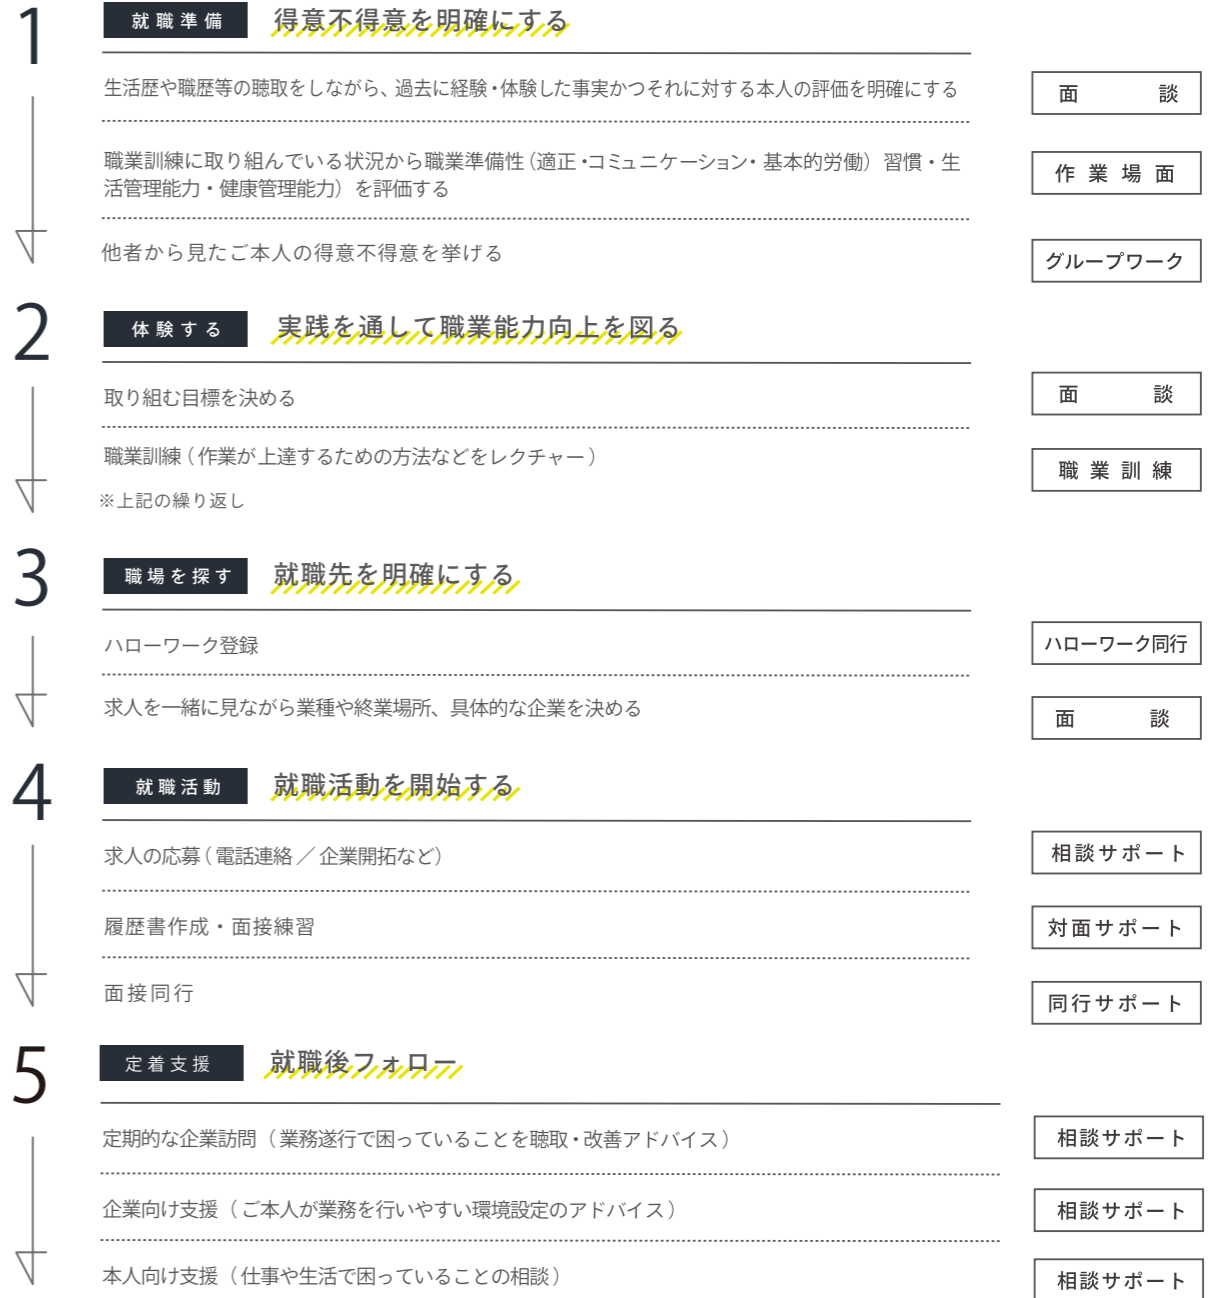 1
就職準備
得意不得意を明確にする
生活歴や職歴等の聴取をしながら、過去に経験・体験した事実かつそれに対する本人の評価を明確にする
面談
職業訓練に取り組んでいる状況から職業準備性(適正・コミュニケーション・基本的労働)習慣・生
活管理能力・健康管理能力)を評価する
作業場面
他者から見たご本人の得意不得意を挙げる
グループワーク
2
体験する
実践を通して職業能力向上を図る
取り組む目標を決める
面談
職業訓練(作業が上達するための方法などをレクチャー)
職業訓練
※上記の繰り返し
3
職場を探す
就職先を明確にする
ハローワーク登録
ハローワーク同行
求人を一緒に見ながら業種や終業場所、具体的な企業を決める
面談
4
就職活動
就職活動を開始する
求人の応募(電話連絡/企業開拓など)
相談サポート
履歴書作成・面接練習
対面サポート
面接同行
同行サポート
5
定着支援
就職後フォロー
定期的な企業訪問(業務遂行で困っていることを聴取・改善アドバイス)
相談サポート
企業向け支援(ご本人が業務を行いやすい環境設定のアドバイス)
相談サポート
本人向け支援(仕事や生活で困っていることの相談)
相談サポート